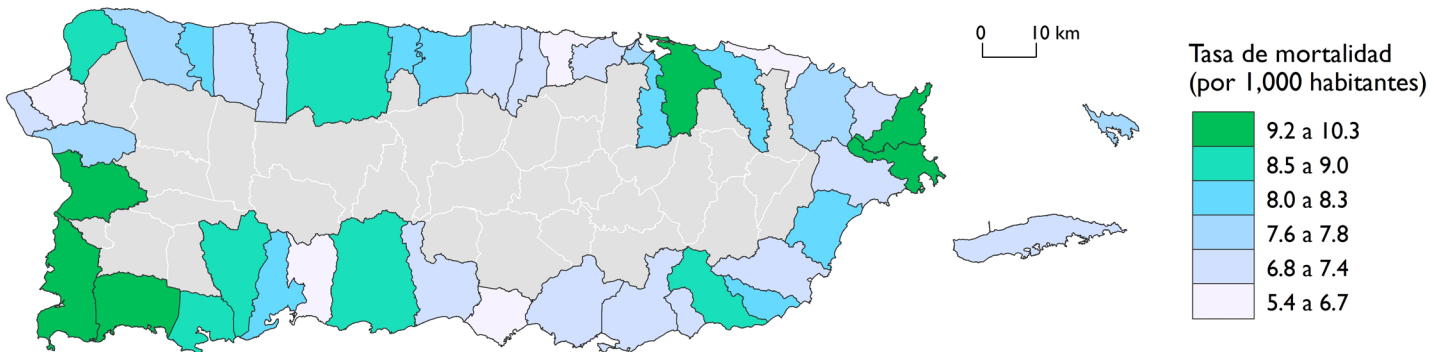 0 10 km
Tasa de mortalidad
(por 1,000 habitantes)
9.2 a 10.3
8.5 a 9.0
8.0 a 8.3
7.6 a 7.8
6.8 a 7.4
5.4 a 6.7